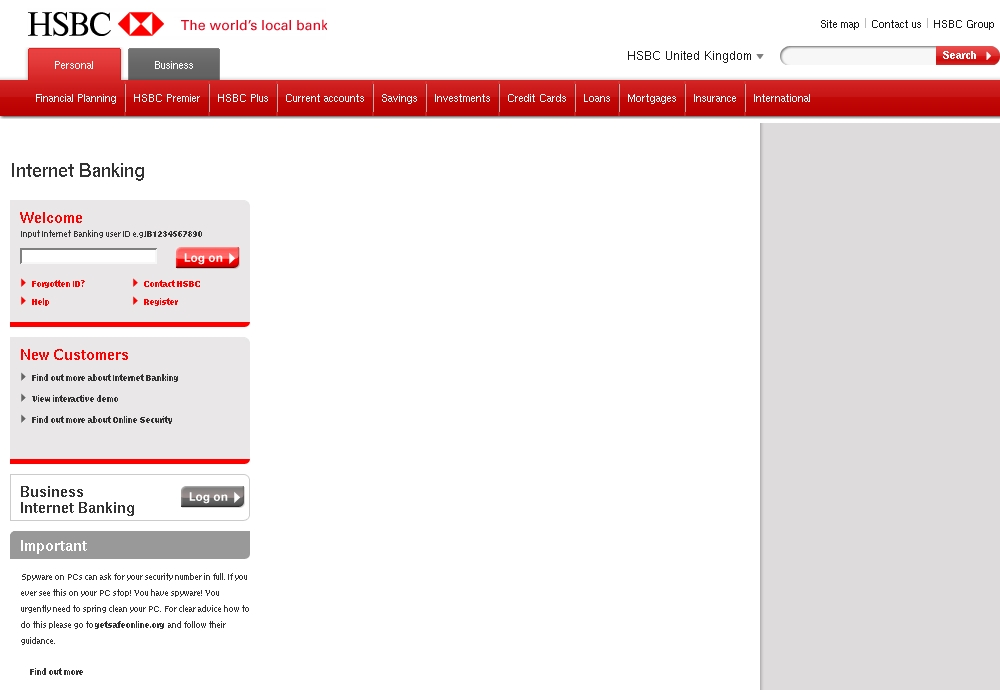 HSBC The world's local bank
Site map Contact us HSBC Group
HSBC United Kingdom Search
Personal Business
Financial Planning HSBC Premier HSBC Plus Current accounts Savings Investments Credit Cards Loans Mortgages Insurance International
Internet Banking
Welcome
Input Internet Banking user ID e.g.IB1234567890
Log on
Forgotten ID? Contact HSBC
Help Register
New Customers
Find out more about Internet Banking
View interactive demo
Find out more about Online Security
Business
Internet Banking
Log on
Important
Spyware on PCs can ask for your security number in full. If you
ever see this on your PC stop! You have spyware! You
urgently need to spring clean your PC. For clear advice how to
do this please go to getsafeonline.org and follow their
guidance.
Find out more